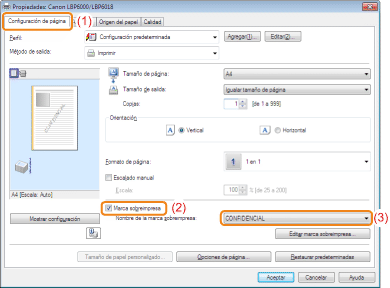 Propiedades: Canon LBP6000/LBP6018
Configuración de página (1) Origen del papel Calidad
Perfil: Configuración predeterminada Agregar(1)... Editar(2)...
Método de salida: Imprimir
Tamaño de página: A4
Tamaño de salida: Igualar tamaño de página
Copias: 1 [de 1 a 999]
Orientación
A Vertical A Horizontal
CONFIDENCIAL
Formato de página: 1 1 en 1
Escalado manual
Escala: 100 % [de 25 a 200]
A4 [Escala: Auto]
Marca sobreimpresa (2)
Mostrar configuración Nombre de la marca sobreimpresa: CONFIDENCIAL (3)
Editar marca sobreimpresa...
Tamaño de papel personalizado... Opciones de página... Restaurar predeterminadas
Aceptar Cancelar Ayuda